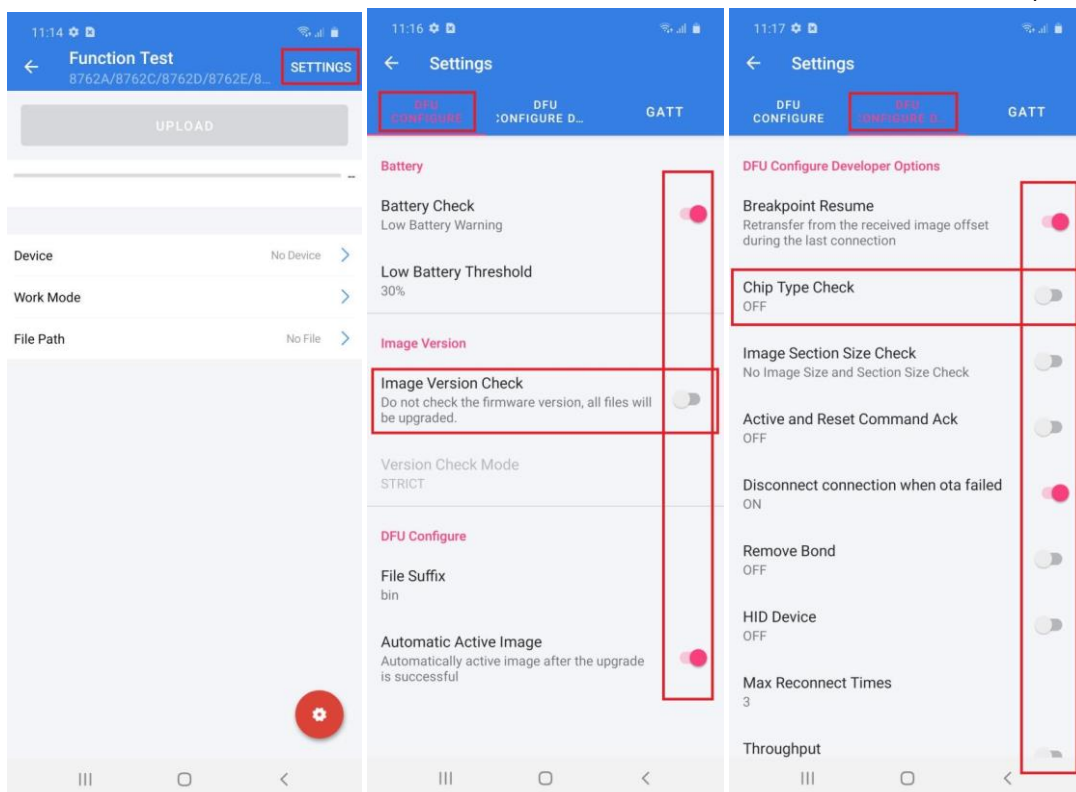 11:14
Function Test
8762A/8762C/8762D/8762E/8...
SETTINGS
UPLOAD
--
Device
No Device
Work Mode
File Path
No File
11:16
Settings
DFU
CONFIGURE
DFU
:ONFIGURE D...
GATT
Battery
Battery Check
Low Battery Warning
Low Battery Threshold
30%
Image Version
Image Version Check
Do not check the firmware version, all files will
be upgraded.
Version Check Mode
STRICT
DFU Configure
File Suffix
bin
Automatic Active Image
Automatically active image after the upgrade
is successful
11:17
Settings
DFU
CONFIGURE
DFU
:ONFIGURE D...
GATT
DFU Configure Developer Options
Breakpoint Resume
Retransfer from the received image offset
during the last connection
Chip Type Check
OFF
Image Section Size Check
No Image Size and Section Size Check
Active and Reset Command Ack
OFF
Disconnect connection when ota failed
ON
Remove Bond
OFF
HID Device
OFF
Max Reconnect Times
3
Throughput